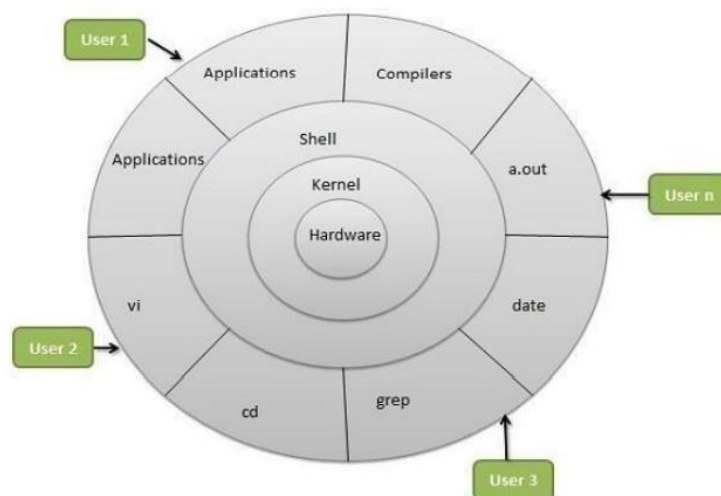 User 1
Applications
Compilers
Shell
Applications
a.out
Kernel
User n
Hardware
vi
date
User 2
cd
grep
User 3